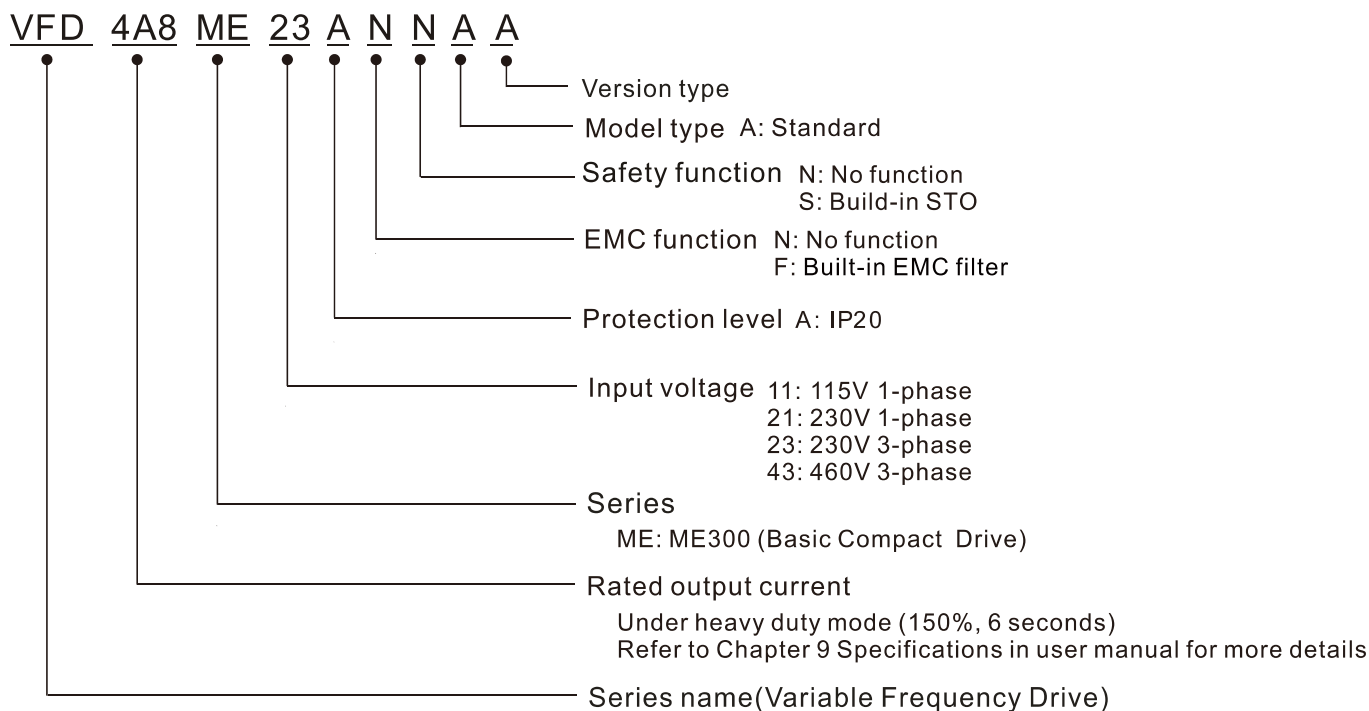 VFD 4A8 ME 23 A N N A A
Version type
Model type A: Standard
Safety function N: No function
S: Build-in STO
EMC function N: No function
F: Built-in EMC filter
Protection level A: IP20
Input voltage 11: 115V 1-phase
21: 230V 1-phase
23: 230V 3-phase
43: 460V 3-phase
Series
ME: ME300 (Basic Compact Drive)
Rated output current
Under heavy duty mode (150%, 6 seconds)
Refer to Chapter 9 Specifications in user manual for more details
Series name(Variable Frequency Drive)